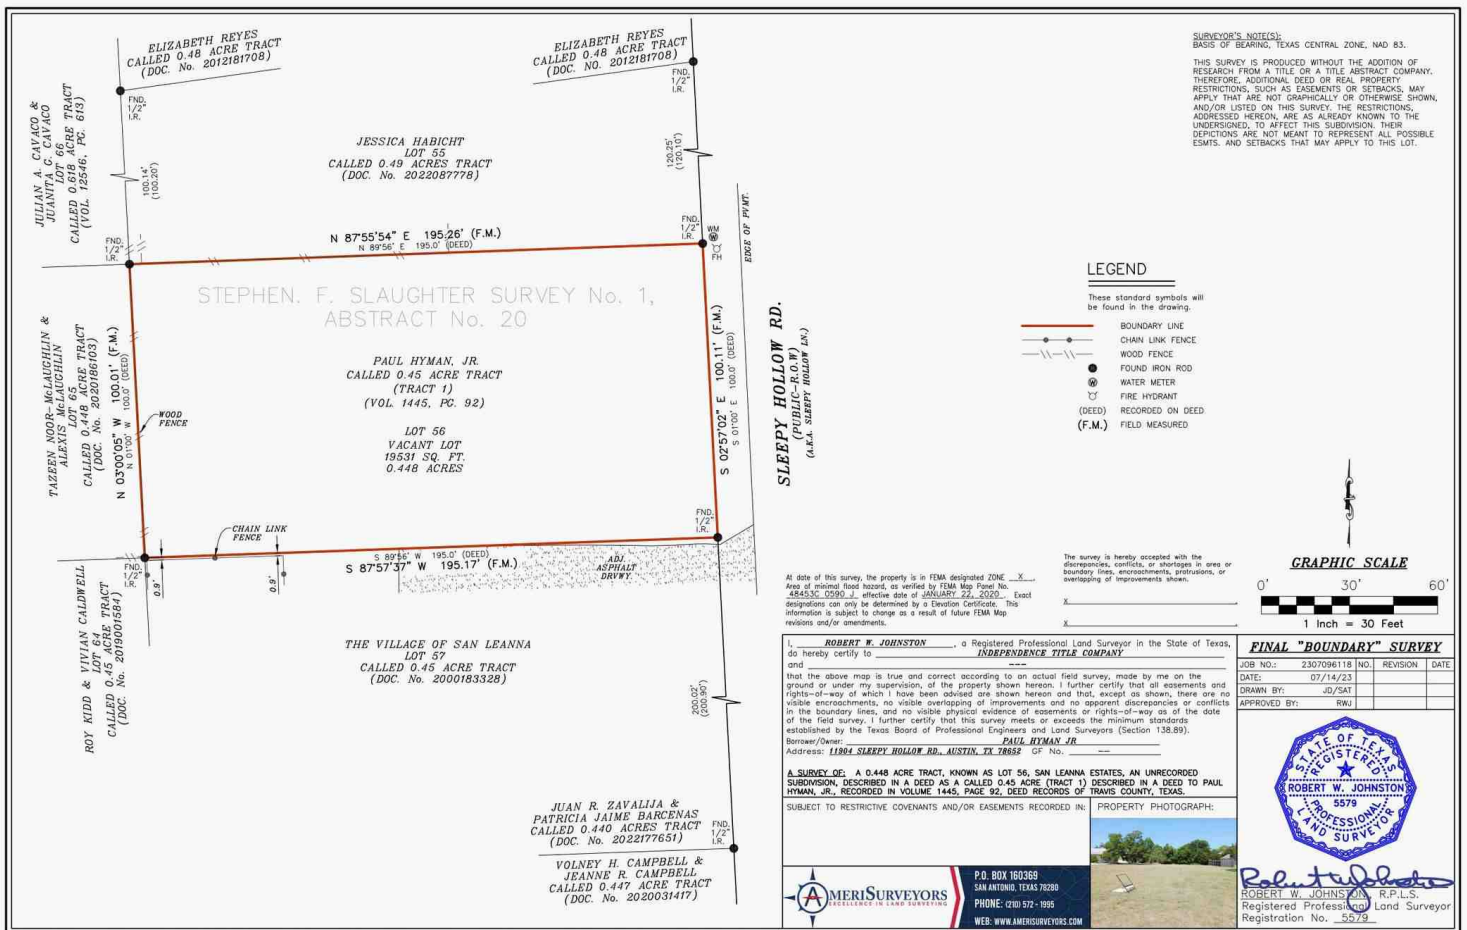 ELIZABETH REYES
CALLED 0.48 ACRE TRACT
(DOC. No. 2012181708)
ELIZABETH REYES
CALLED 0.48 ACRE TRACT
(DOC. NO. 2012181708)
FND.
1/2"
I.R.
FND.
1/2"
I.R.
JULIAN A. CAVACO &
JUANITA G. CAVACO
LOT 66
CALLED 0.618 ACRE TRACT
(VOL. 12546, PG. 613)
100.14'
(100.20')
JESSICA HABICHT
LOT 55
CALLED 0.49 ACRES TRACT
(DOC. No. 2022087778)
120.25'
(120.10')
FND.
1/2"
I.R.
FND.
1/2"
I.R.
WM
FH
EDGE OF PVMT.
N 87°55'54" E 195.26' (F.M.)
N 89°56' E 195.0' (DEED)
STEPHEN. F. SLAUGHTER SURVEY No. 1,
ABSTRACT No. 20
TAZEEN NOOR-McLAUGHLIN &
ALEXIS McLAUGHLIN
LOT 65
CALLED 0.448 ACRE TRACT
(DOC. No. 2020186103)
N 03°00'05" W 100.01' (F.M.)
N 01°00' W 100.0' (DEED)
WOOD
FENCE
PAUL HYMAN, JR.
CALLED 0.45 ACRE TRACT
(TRACT 1)
(VOL. 1445, PG. 92)
LOT 56
VACANT LOT
19531 SQ. FT.
0.448 ACRES
S 02°57'02" E 100.11' (F.M.)
S 01°00' E 100.0' (DEED)
SLEEPY HOLLOW RD.
(PUBLIC-R.O.W)
(A.K.A. SLEEPY HOLLOW LN.)
CHAIN LINK
FENCE
FND.
1/2"
I.R.
FND.
1/2"
I.R.
0.9'
0.9'
S 89°56' W 195.0' (DEED)
S 87°57'37" W 195.17' (F.M.)
ADJ.
ASPHALT
DRVWY.
ROY KIDD & VIVIAN CALDWELL
LOT 64
CALLED 0.45 ACRE TRACT
(DOC. No. 2019001584)
THE VILLAGE OF SAN LEANNA
LOT 57
CALLED 0.45 ACRE TRACT
(DOC. No. 2000183328)
200.02'
(200.90')
JUAN R. ZAVALIJA &
PATRICIA JAIME BARCENAS
CALLED 0.440 ACRES TRACT
(DOC. No. 2022177651)
FND.
1/2"
I.R.
VOLNEY H. CAMPBELL &
JEANNE R. CAMPBELL
CALLED 0.447 ACRE TRACT
(DOC. No. 2020031417)
SURVEYOR'S NOTE(S):
BASIS OF BEARING, TEXAS CENTRAL ZONE, NAD 83.
THIS SURVEY IS PRODUCED WITHOUT THE ADDITION OF
RESEARCH FROM A TITLE OR A TITLE ABSTRACT COMPANY.
THEREFORE, ADDITIONAL DEED OR REAL PROPERTY
RESTRICTIONS, SUCH AS EASEMENTS OR SETBACKS, MAY
APPLY THAT ARE NOT GRAPHICALLY OR OTHERWISE SHOWN,
AND/OR LISTED ON THIS SURVEY. THE RESTRICTIONS,
ADDRESSED HEREON, ARE AS ALREADY KNOWN TO THE
UNDERSIGNED, TO AFFECT THIS SUBDIVISION. THEIR
DEPICTIONS ARE NOT MEANT TO REPRESENT ALL POSSIBLE
ESMTS. AND SETBACKS THAT MAY APPLY TO THIS LOT.
LEGEND
These standard symbols will
be found in the drawing.
BOUNDARY LINE
CHAIN LINK FENCE
WOOD FENCE
FOUND IRON ROD
WATER METER
FIRE HYDRANT
(DEED) RECORDED ON DEED
(F.M.) FIELD MEASURED
GRAPHIC SCALE
0' 30' 60'
1 Inch = 30 Feet
At date of this survey, the property is in FEMA designated ZONE X
Area of minimal flood hazard, as verified by FEMA Map Panel No.
48453C 0590 J effective date of JANUARY 22, 2020. Exact
designations can only be determined by a Elevation Certificate. This
information is subject to change as a result of future FEMA Map
revisions and/or amendments.
The survey is hereby accepted with the
discrepancies, conflicts, or shortages in area or
boundary lines, encroachments, protrusions, or
overlapping of improvements shown.
X
X
I, ROBERT W. JOHNSTON, a Registered Professional Land Surveyor in the State of Texas,
do hereby certify to INDEPENDENCE TITLE COMPANY
and ---
that the above map is true and correct according to an actual field survey, made by me on the
ground or under my supervision, of the property shown hereon. I further certify that all easements and
rights-of-way of which I have been advised are shown hereon and that, except as shown, there are no
visible encroachments, no visible overlapping of improvements and no apparent discrepancies or conflicts
in the boundary lines, and no visible physical evidence of easements or rights-of-way as of the date
of the field survey. I further certify that this survey meets or exceeds the minimum standards
established by the Texas Board of Professional Engineers and Land Surveyors (Section 138.89).
Borrower/Owner: PAUL HYMAN JR
Address: 11904 SLEEPY HOLLOW RD., AUSTIN, TX 78652 GF No. ---
A SURVEY OF: A 0.448 ACRE TRACT, KNOWN AS LOT 56, SAN LEANNA ESTATES, AN UNRECORDED
SUBDIVISION, DESCRIBED IN A DEED AS A CALLED 0.45 ACRE (TRACT 1) DESCRIBED IN A DEED TO PAUL
HYMAN, JR., RECORDED IN VOLUME 1445, PAGE 92, DEED RECORDS OF TRAVIS COUNTY, TEXAS.
SUBJECT TO RESTRICTIVE COVENANTS AND/OR EASEMENTS RECORDED IN:
PROPERTY PHOTOGRAPH:
AMERISURVEYORS
EXCELLENCE IN LAND SURVEYING
P.O. BOX 160369
SAN ANTONIO, TEXAS 78280
PHONE: (210) 572 - 1995
WEB: WWW.AMERISURVEYORS.COM
FINAL "BOUNDARY" SURVEY
JOB NO.: 2307096118 NO. REVISION DATE
DATE: 07/14/23
DRAWN BY: JD/SAT
APPROVED BY: RWJ
STATE OF TEXAS
REGISTERED
ROBERT W. JOHNSTON
5579
PROFESSIONAL
LAND SURVEYOR
ROBERT W. JOHNSTON, R.P.L.S.
Registered Professional Land Surveyor
Registration No. 5579